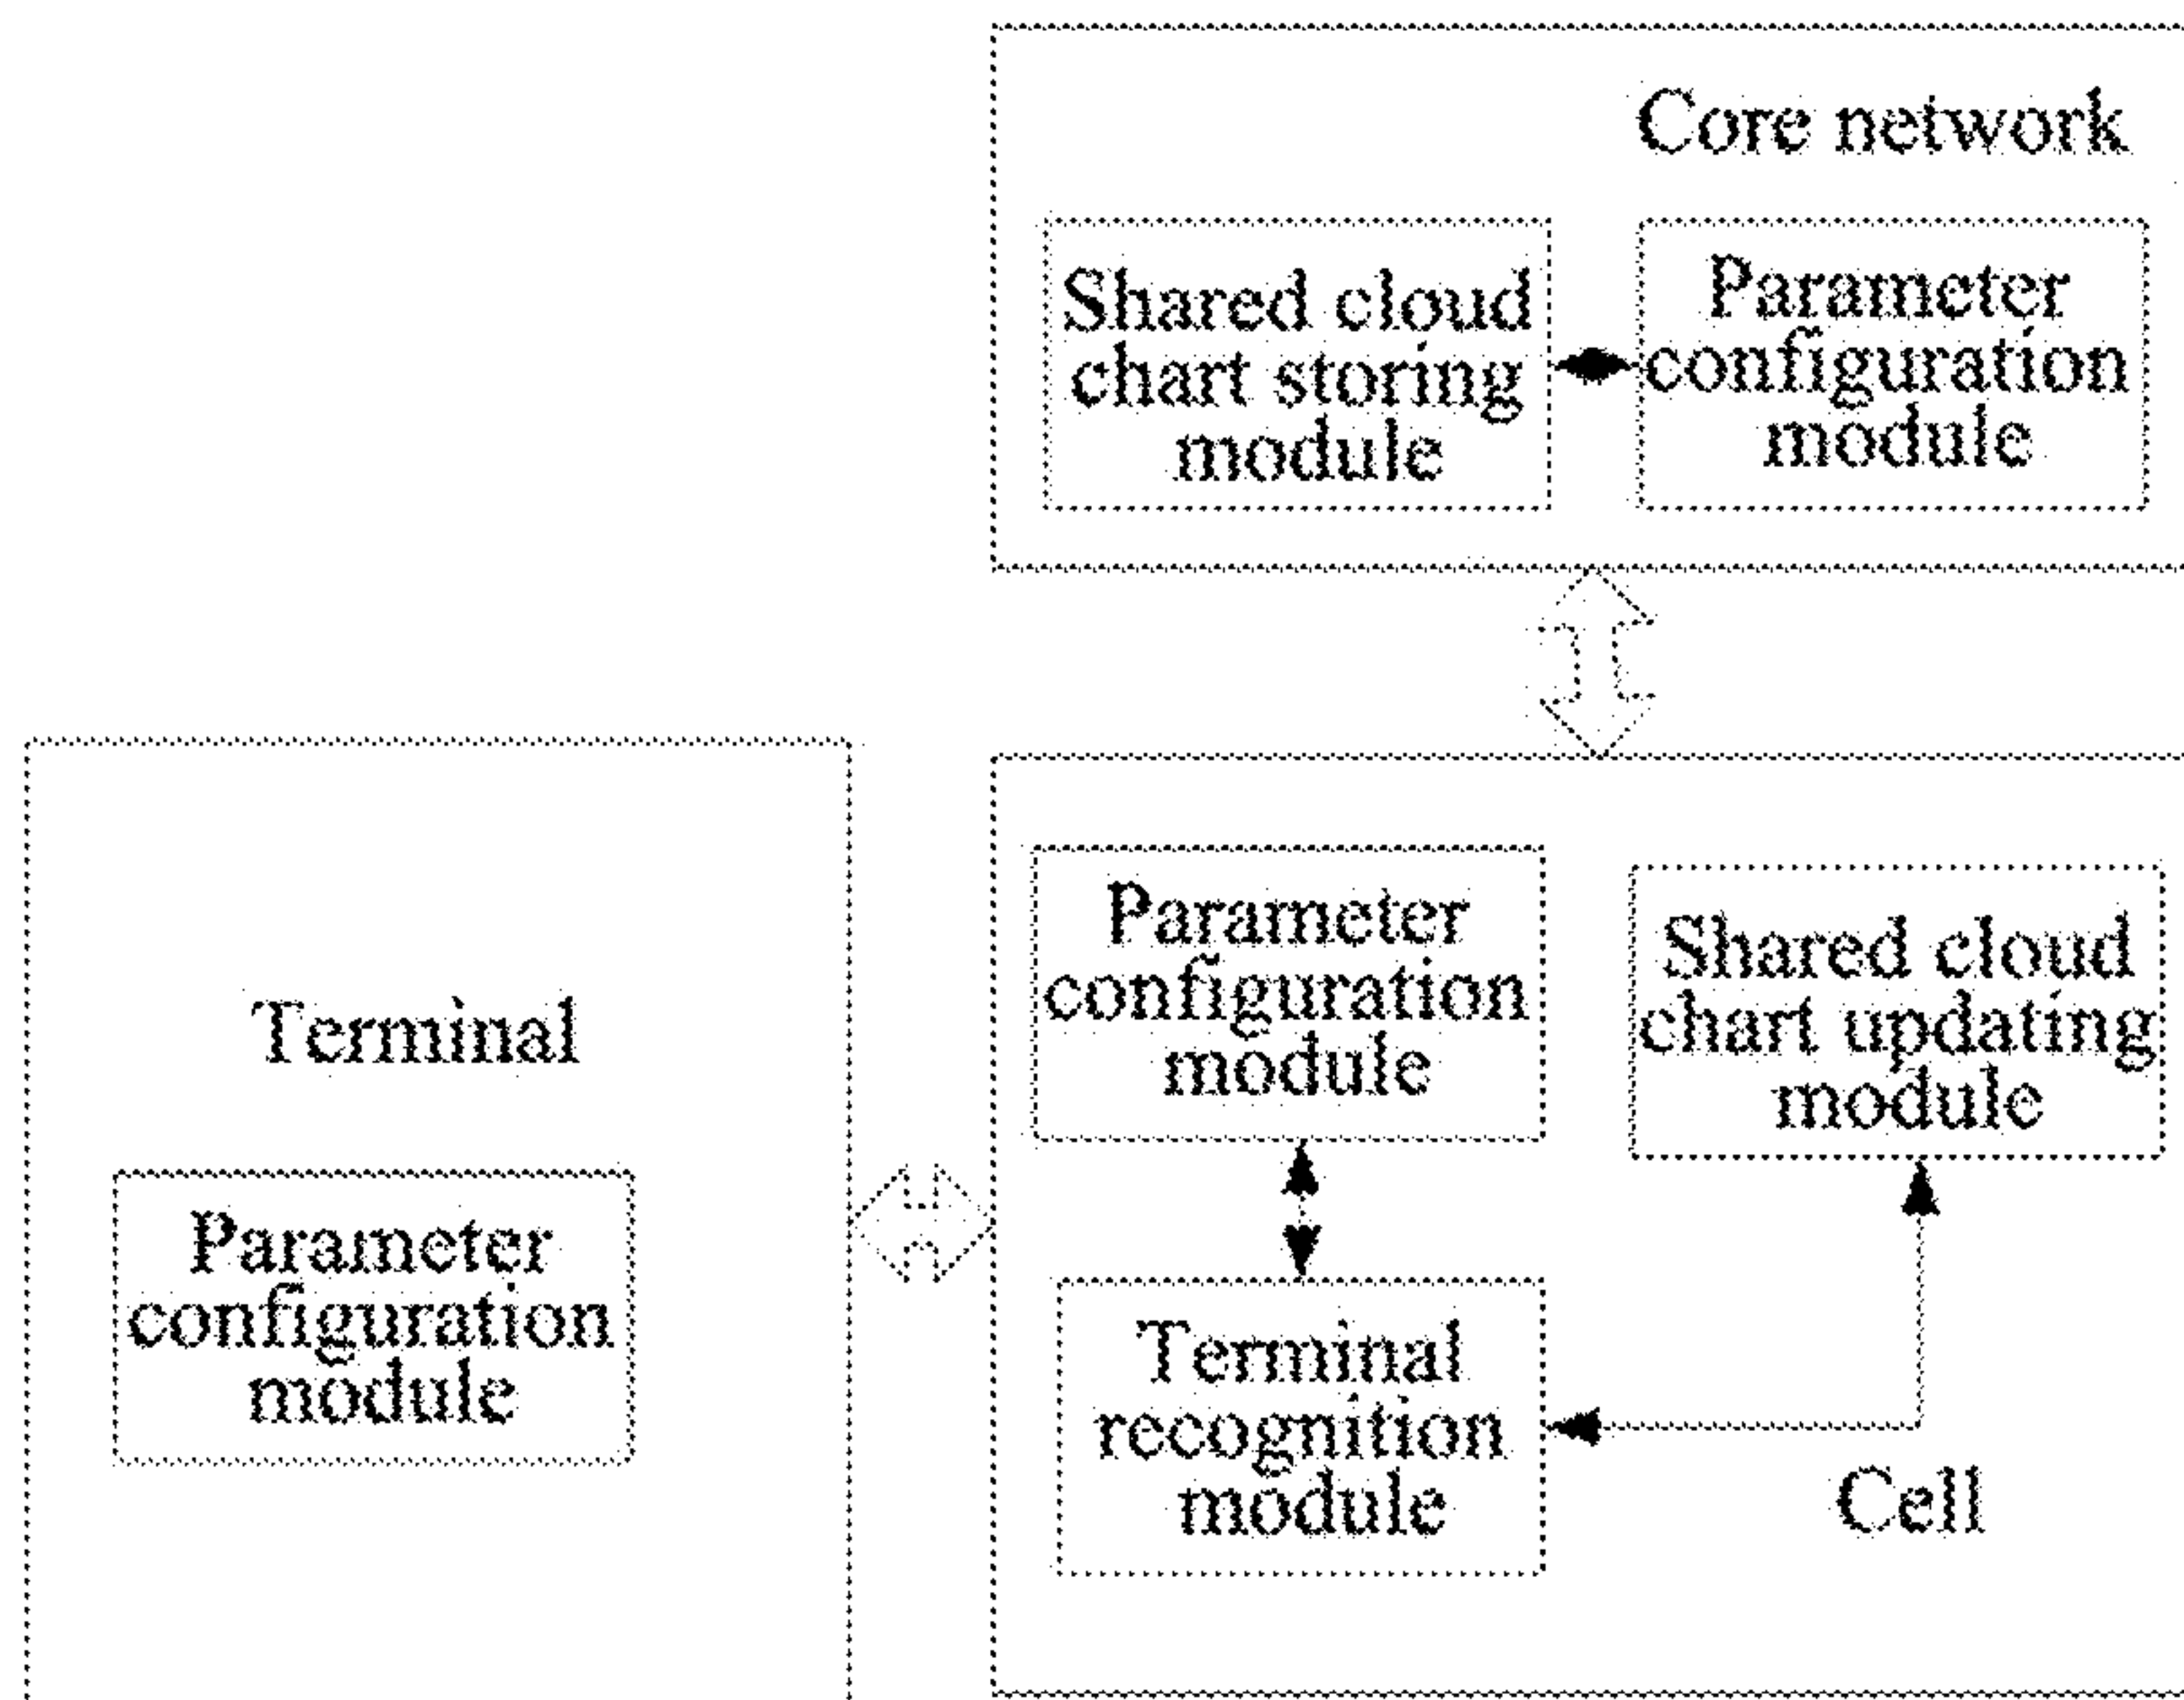 Core network
Shared cloud
chart storing
module
Parameter
configuration
module
Terminal
Parameter
configuration
module
Parameter
configuration
module
Shared cloud
chart updating
module
Terminal
recognition
module
Cell